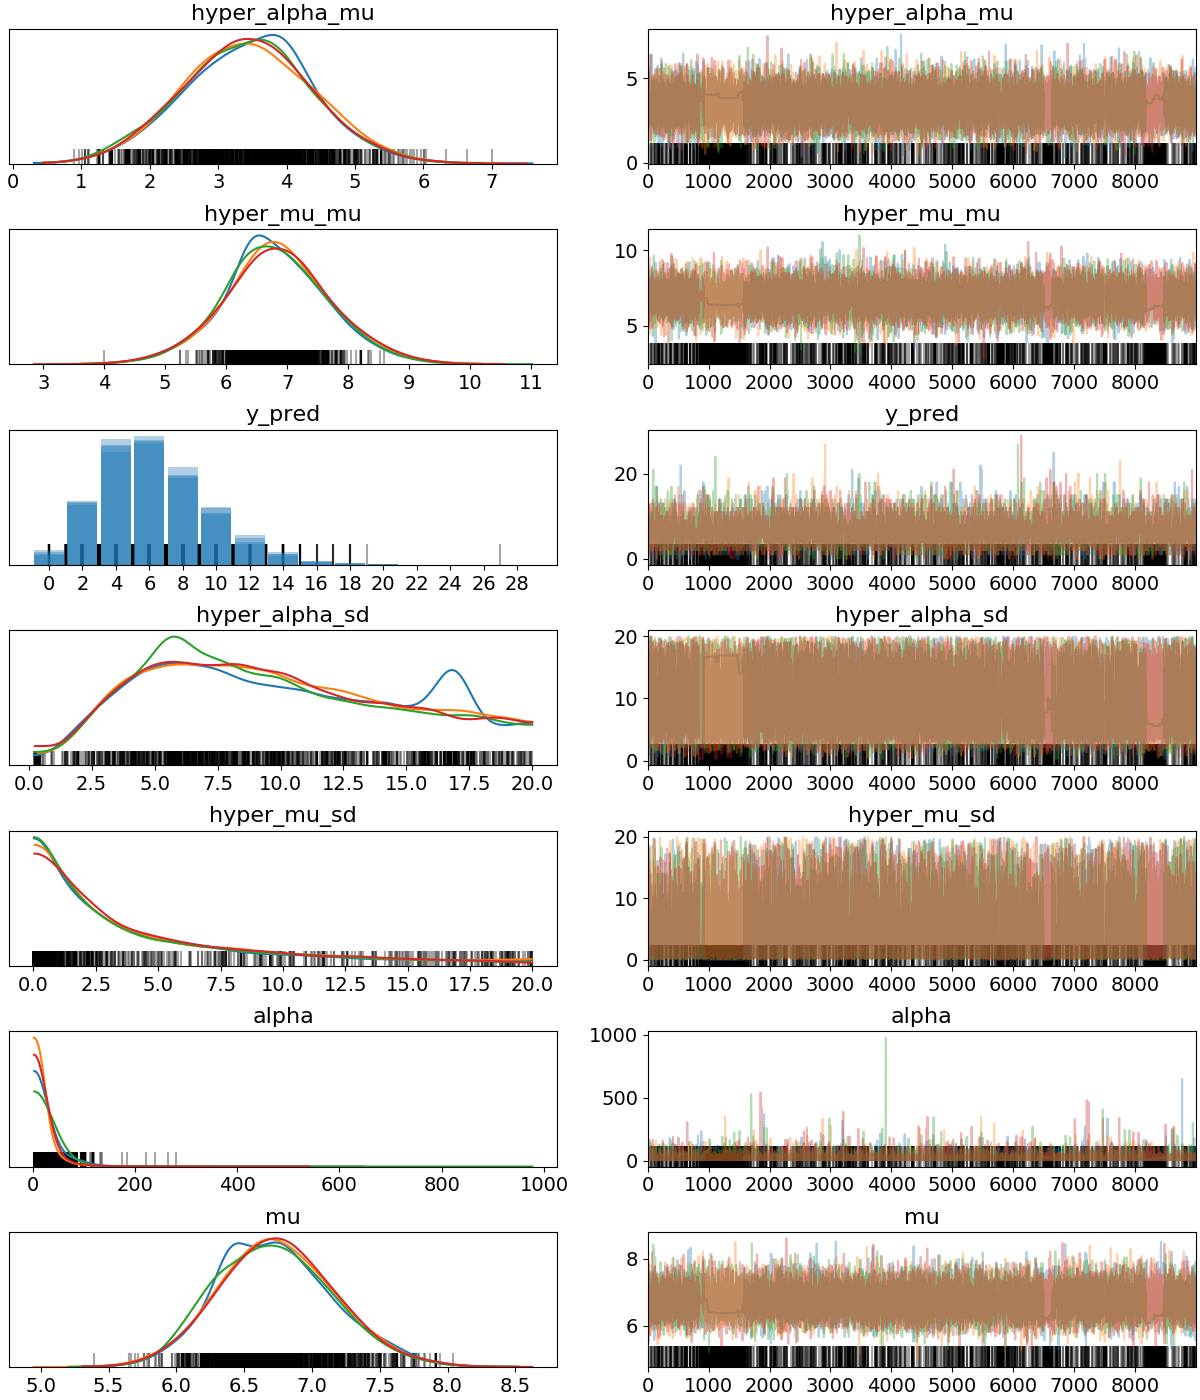 hyper_alpha_mu hyper_alpha_mu
5
0
0 1 2 3 4 5 6 7 0 1000 2000 3000 4000 5000 6000 7000 8000
hyper_mu_mu hyper_mu_mu
10
5
3 4 5 6 7 8 9 10 11 0 1000 2000 3000 4000 5000 6000 7000 8000
y_pred y_pred
20
0
0 2 4 6 8 10 12 14 16 18 20 22 24 26 28 0 1000 2000 3000 4000 5000 6000 7000 8000
hyper_alpha_sd hyper_alpha_sd
20
10
0
0.0 2.5 5.0 7.5 10.0 12.5 15.0 17.5 20.0 0 1000 2000 3000 4000 5000 6000 7000 8000
hyper_mu_sd hyper_mu_sd
20
10
0
0.0 2.5 5.0 7.5 10.0 12.5 15.0 17.5 20.0 0 1000 2000 3000 4000 5000 6000 7000 8000
alpha alpha
1000
500
0
0 200 400 600 800 1000 0 1000 2000 3000 4000 5000 6000 7000 8000
mu mu
8
6
5.0 5.5 6.0 6.5 7.0 7.5 8.0 8.5 0 1000 2000 3000 4000 5000 6000 7000 8000